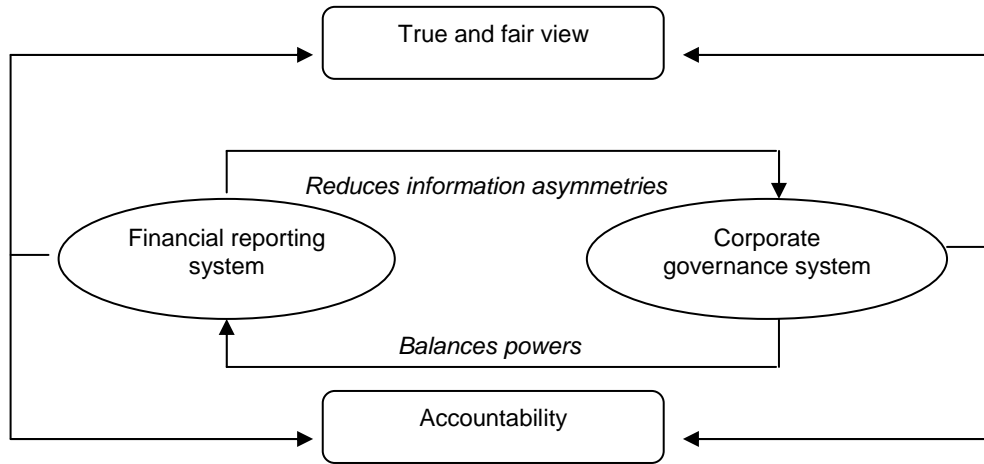 True and fair view
Reduces information asymmetries
Financial reporting
system
Corporate
governance system
Balances powers
Accountability